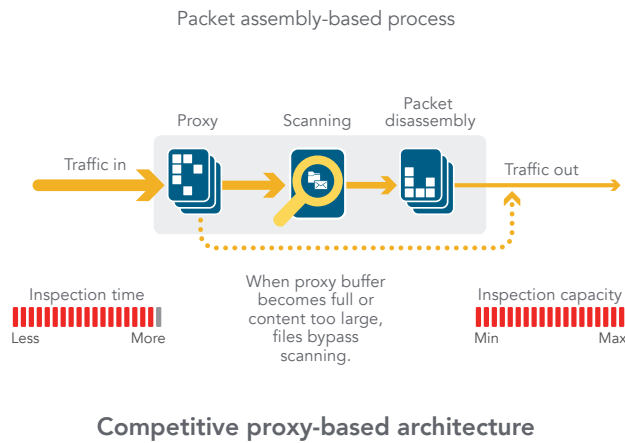 Packet assembly-based process
Proxy
Scanning
Packet
disassembly
Traffic in
Traffic out
When proxy buffer
becomes full or
content too large,
files bypass
scanning.
Inspection time
Less
More
Inspection capacity
Min
Max
Competitive proxy-based architecture